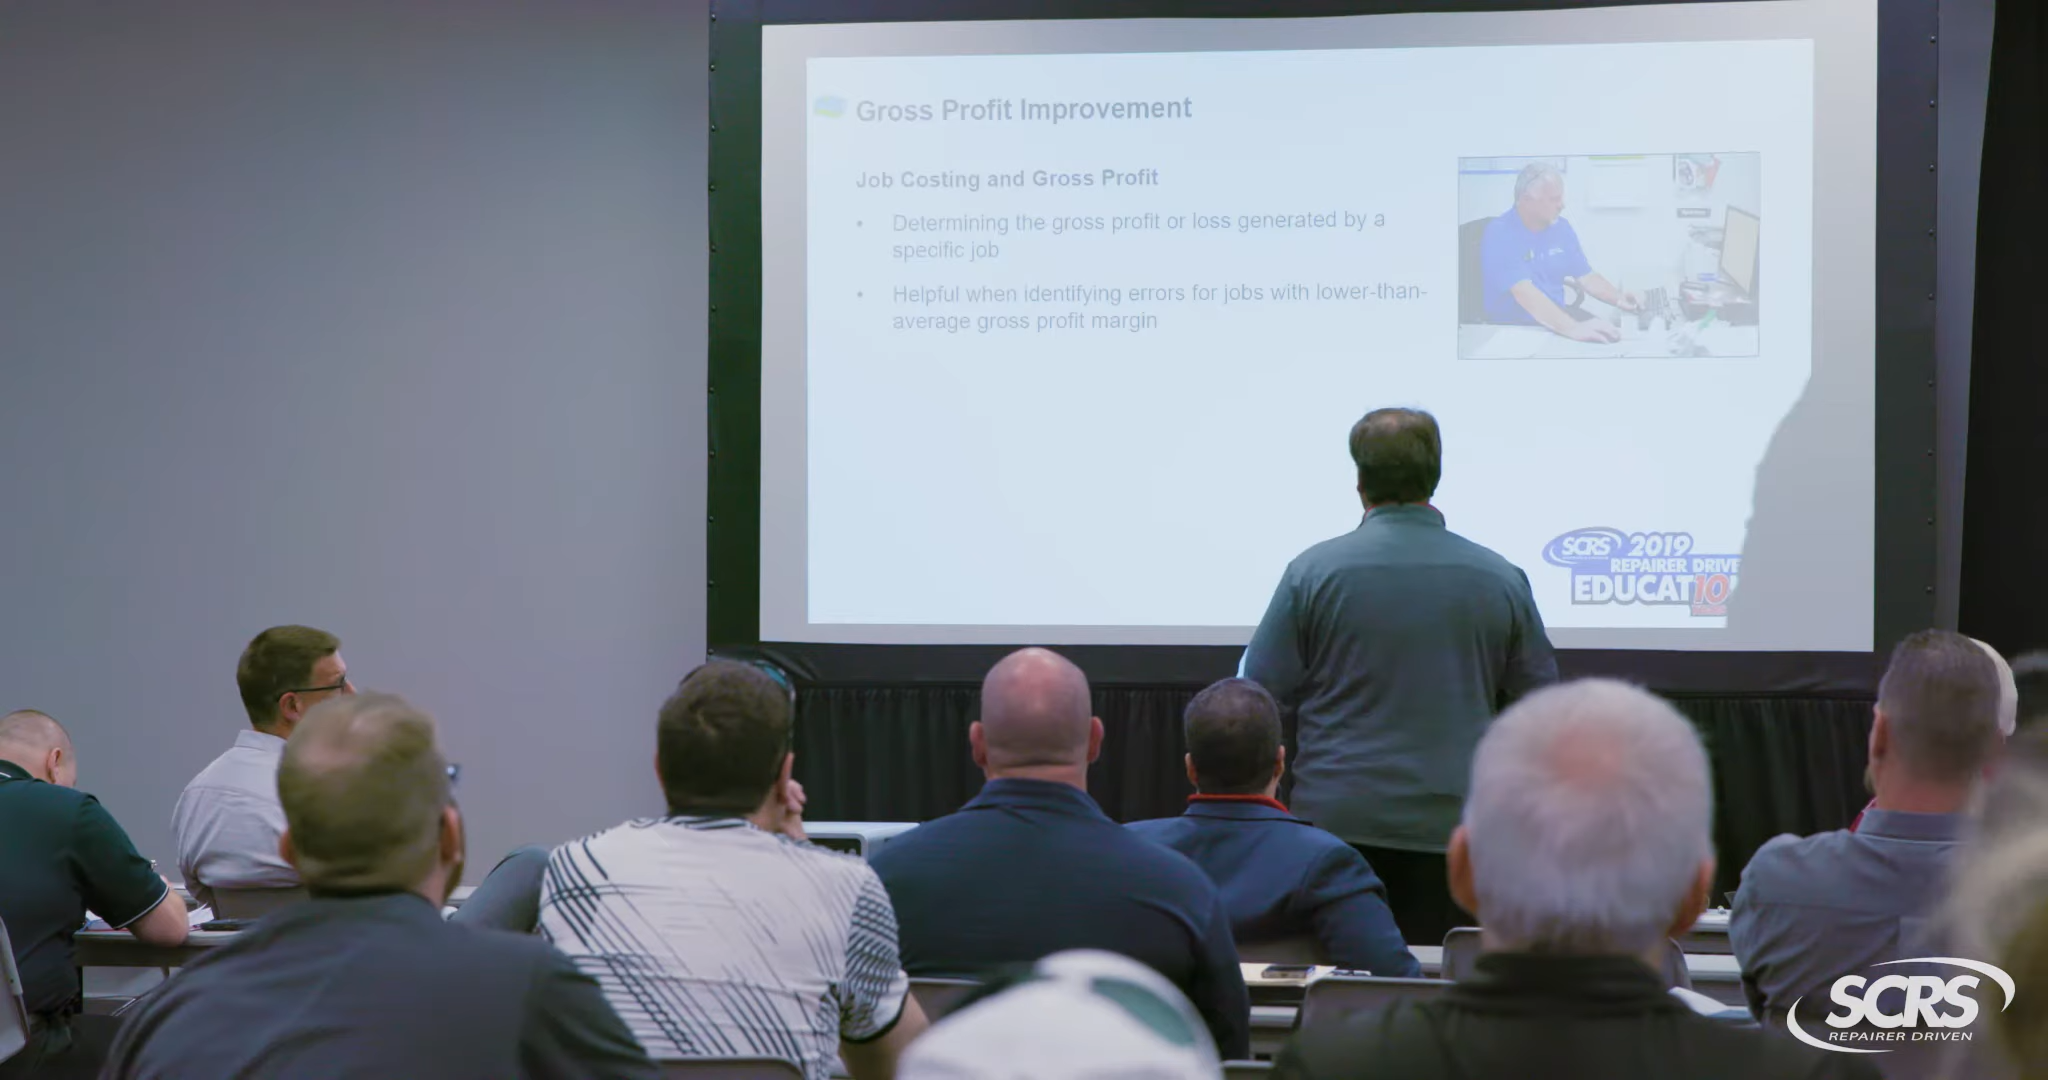 Gross Profit Improvement
Job Costing and Gross Profit
• Determining the gross profit or loss generated by a
specific job
• Helpful when identifying errors for jobs with lower-than-
average gross profit margin
SCRS 2019
REPAIRER DRIVE
EDUCAT10
SCRS
REPAIRER DRIVEN